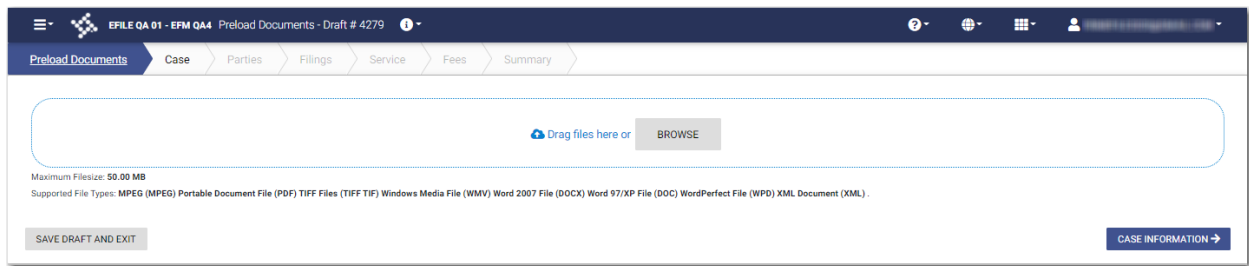 EFILE QA 01 - EFM QA4 Preload Documents - Draft # 4279
Preload Documents Case Parties Filings Service Fees Summary
Drag files here or BROWSE
Maximum Filesize: 50.00 MB
Supported File Types: MPEG (MPEG) Portable Document File (PDF) TIFF Files (TIFF TIF) Windows Media File (WMV) Word 2007 File (DOCX) Word 97/XP File (DOC) WordPerfect File (WPD) XML Document (XML) .
SAVE DRAFT AND EXIT CASE INFORMATION